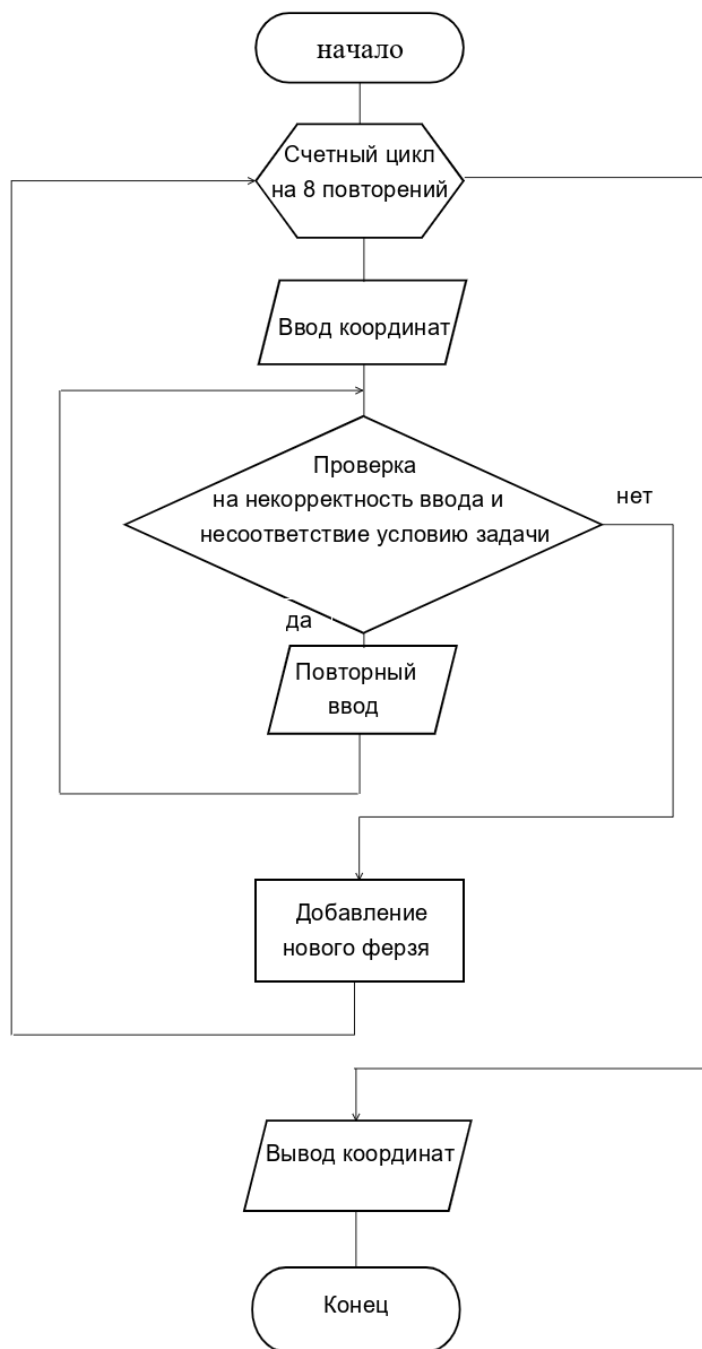 начало
Счетный цикл
на 8 повторений
Ввод координат
Проверка
на некорректность ввода и
несоответствие условию задачи
нет
да
Повторный
ввод
Добавление
нового ферзя
Вывод координат
Конец